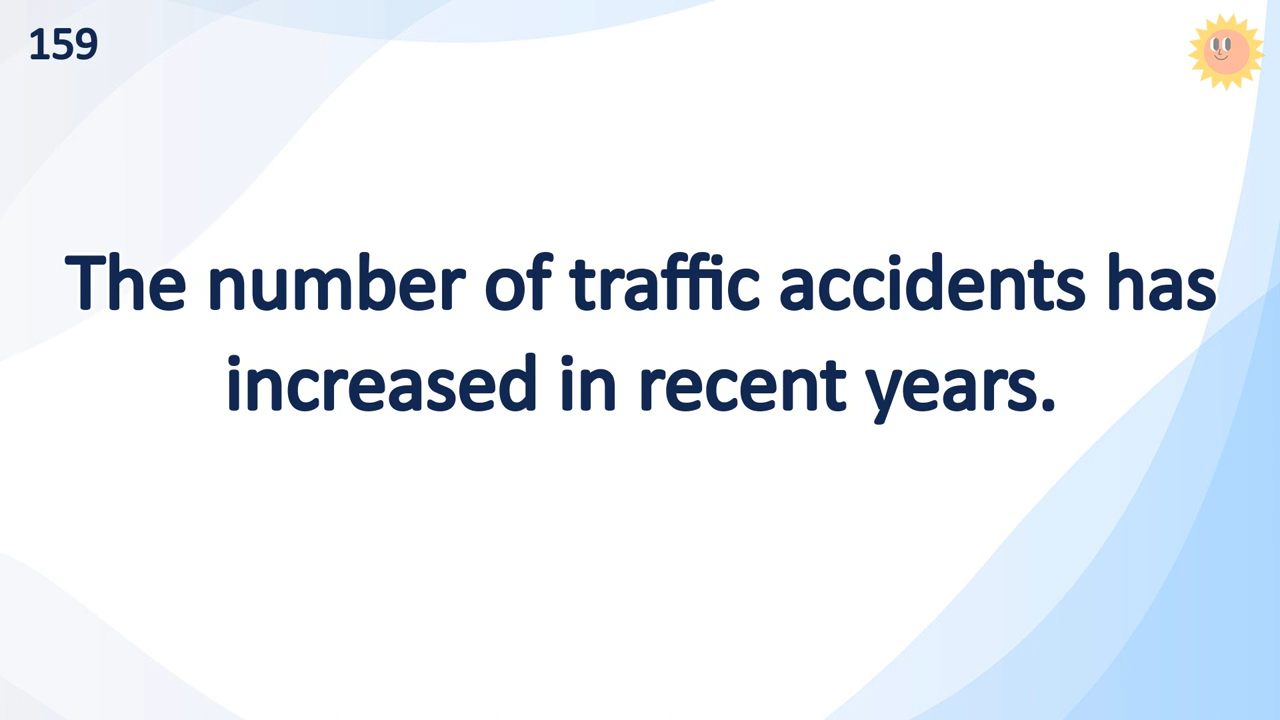 159
The number of traffic accidents has
increased in recent years.